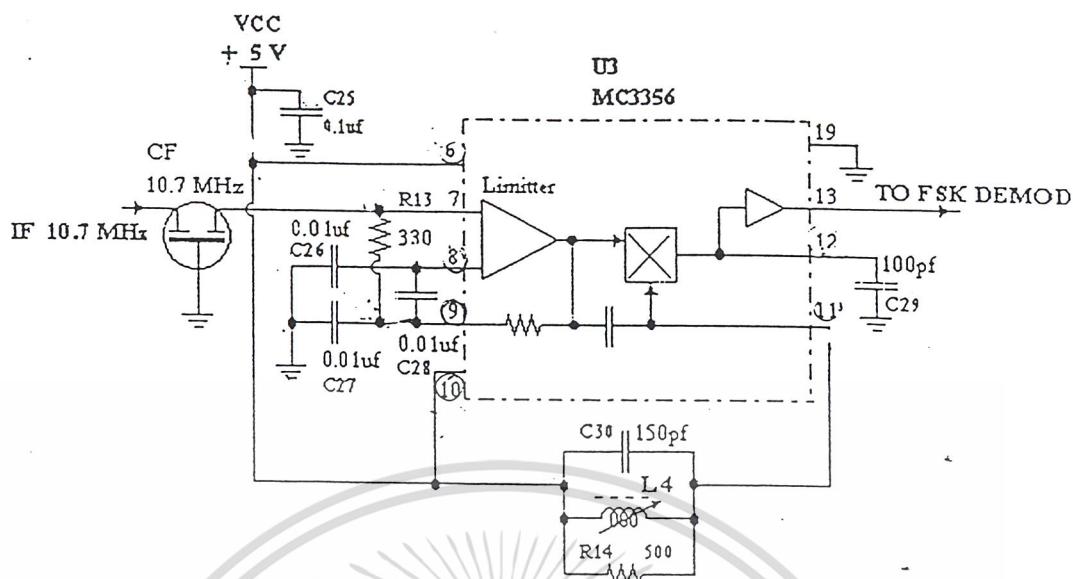 VCC
+ 5 V
U3
MC3356
C25
0.1uf
CF
10.7 MHz
IF 10.7 MHz
6
R13
7
Limitter
19
13
TO FSK DEMOD
330
0.01uf
C26
8
12
100pf
C29
9
11
0.01uf
C27
0.01uf
C28
10
C30
150pf
L4
R14
500